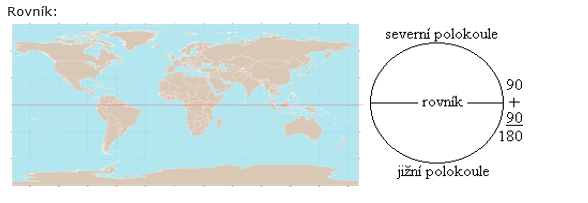 Rovník:
severní polokoule
rovník
90
+
90
180
jižní polokoule